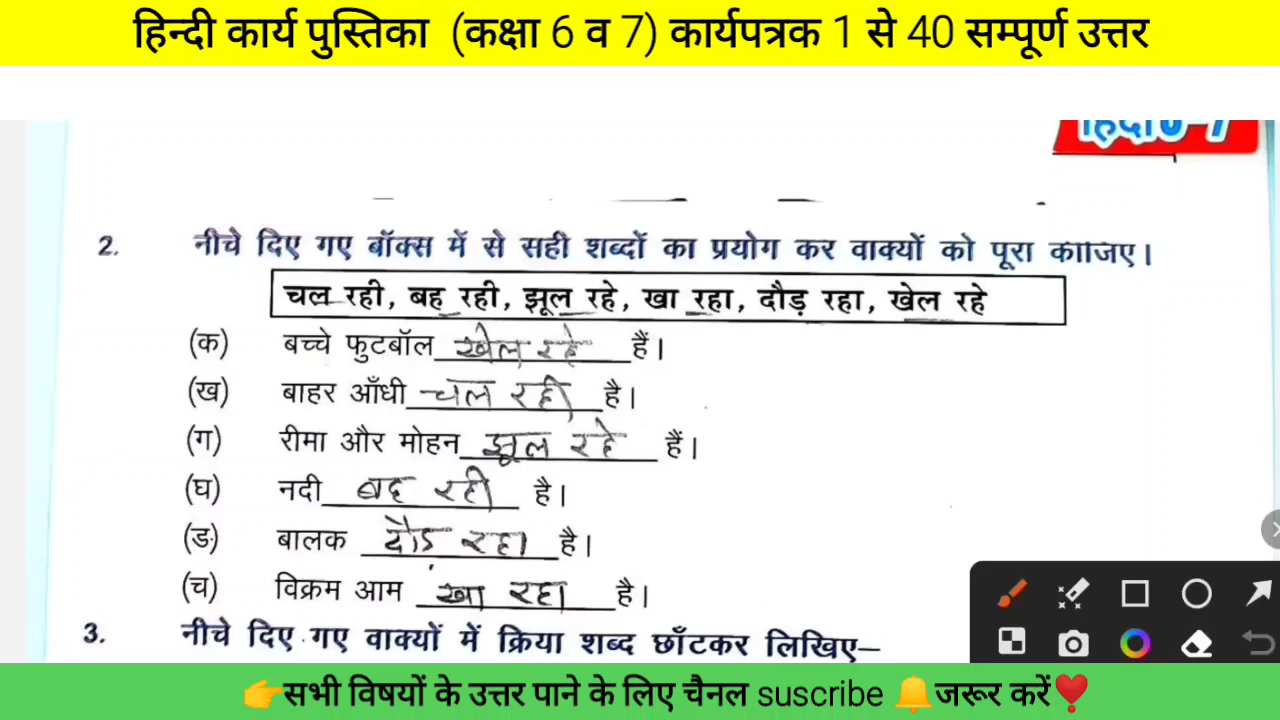 हिन्दी कार्य पुस्तिका (कक्षा 6 व 7) कार्यपत्रक 1 से 40 सम्पूर्ण उत्तर
2. नीचे दिए गए बॉक्स में से सही शब्दों का प्रयोग कर वाक्यों को पूरा कीजिए।
चल रही, बह रही, झूल रहे, खा रहा, दौड़ रहा, खेल रहे
(क) बच्चे फुटबॉल खेल रहे हैं।
(ख) बाहर आँधी चल रही है।
(ग) रीमा और मोहन झूल रहे हैं।
(घ) नदी बह रही है।
(ङ) बालक दौड़ रहा है।
(च) विक्रम आम खा रहा है।
3. नीचे दिए गए वाक्यों में क्रिया शब्द छाँटकर लिखिए–
👉सभी विषयों के उत्तर पाने के लिए चैनल suscribe 🔔जरूर करें❣️